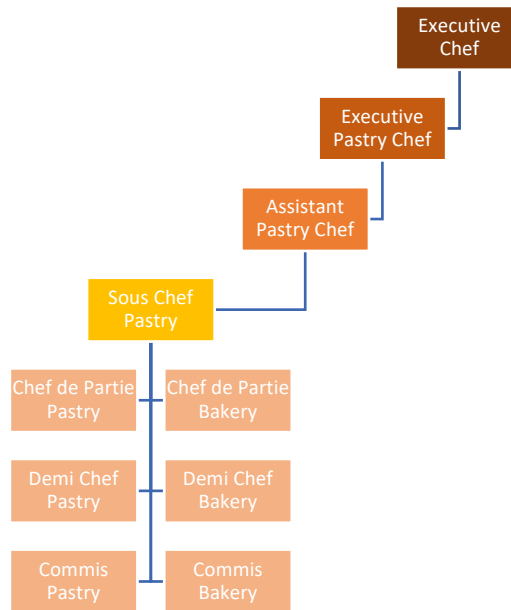 Executive
Chef
Executive
Pastry Chef
Assistant
Pastry Chef
Sous Chef
Pastry
Chef de Partie
Pastry
Chef de Partie
Bakery
Demi Chef
Pastry
Demi Chef
Bakery
Commis
Pastry
Commis
Bakery